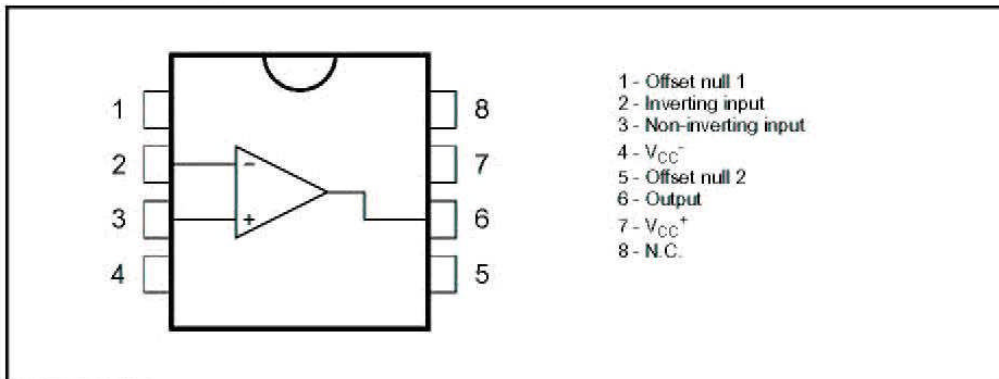 1
2
3
4
8
7
6
5
−
+
1 - Offset null 1
2 - Inverting input
3 - Non-inverting input
4 - VCC-
5 - Offset null 2
6 - Output
7 - VCC+
8 - N.C.